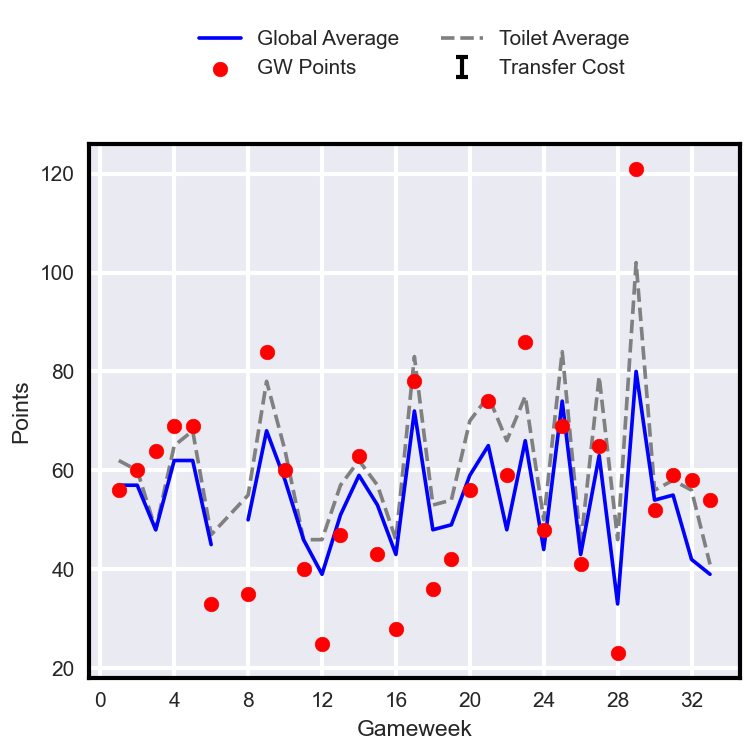 Global Average
Toilet Average
GW Points
Transfer Cost
120
100
80
60
40
20
Points
0 4 8 12 16 20 24 28 32
Gameweek